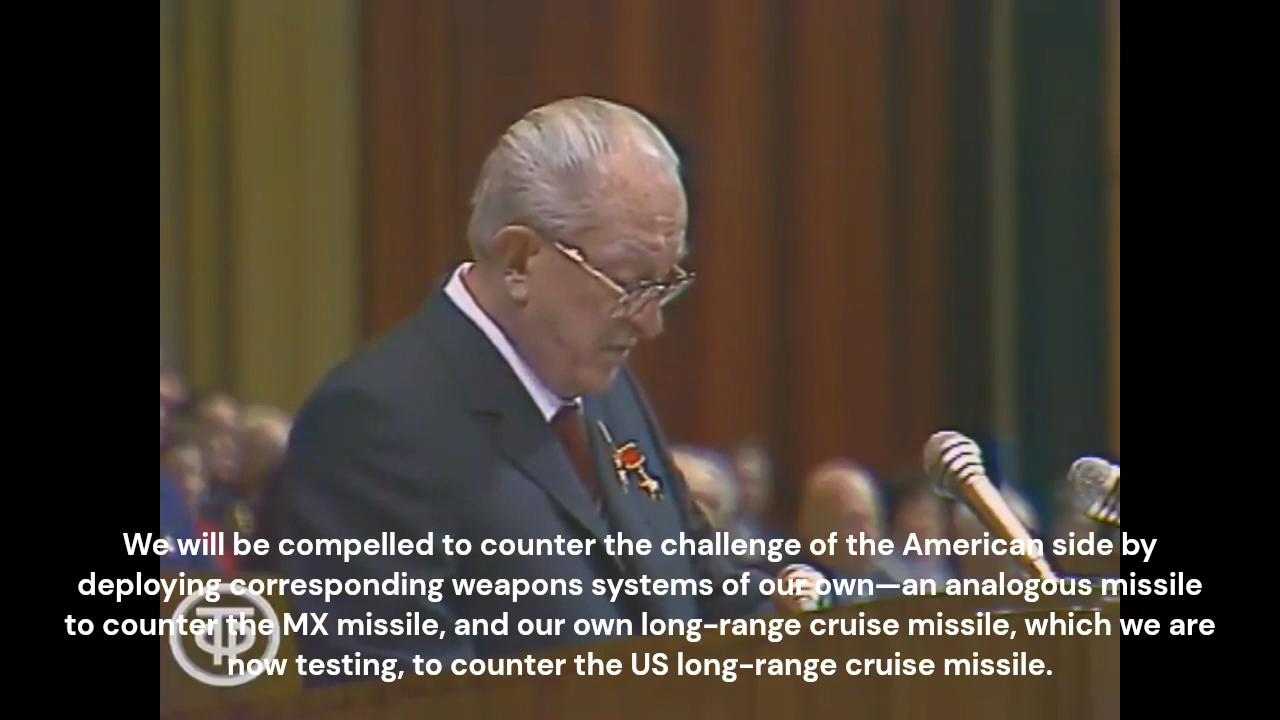 We will be compelled to counter the challenge of the American side by
deploying corresponding weapons systems of our own—an analogous missile
to counter the MX missile, and our own long-range cruise missile, which we are
now testing, to counter the US long-range cruise missile.